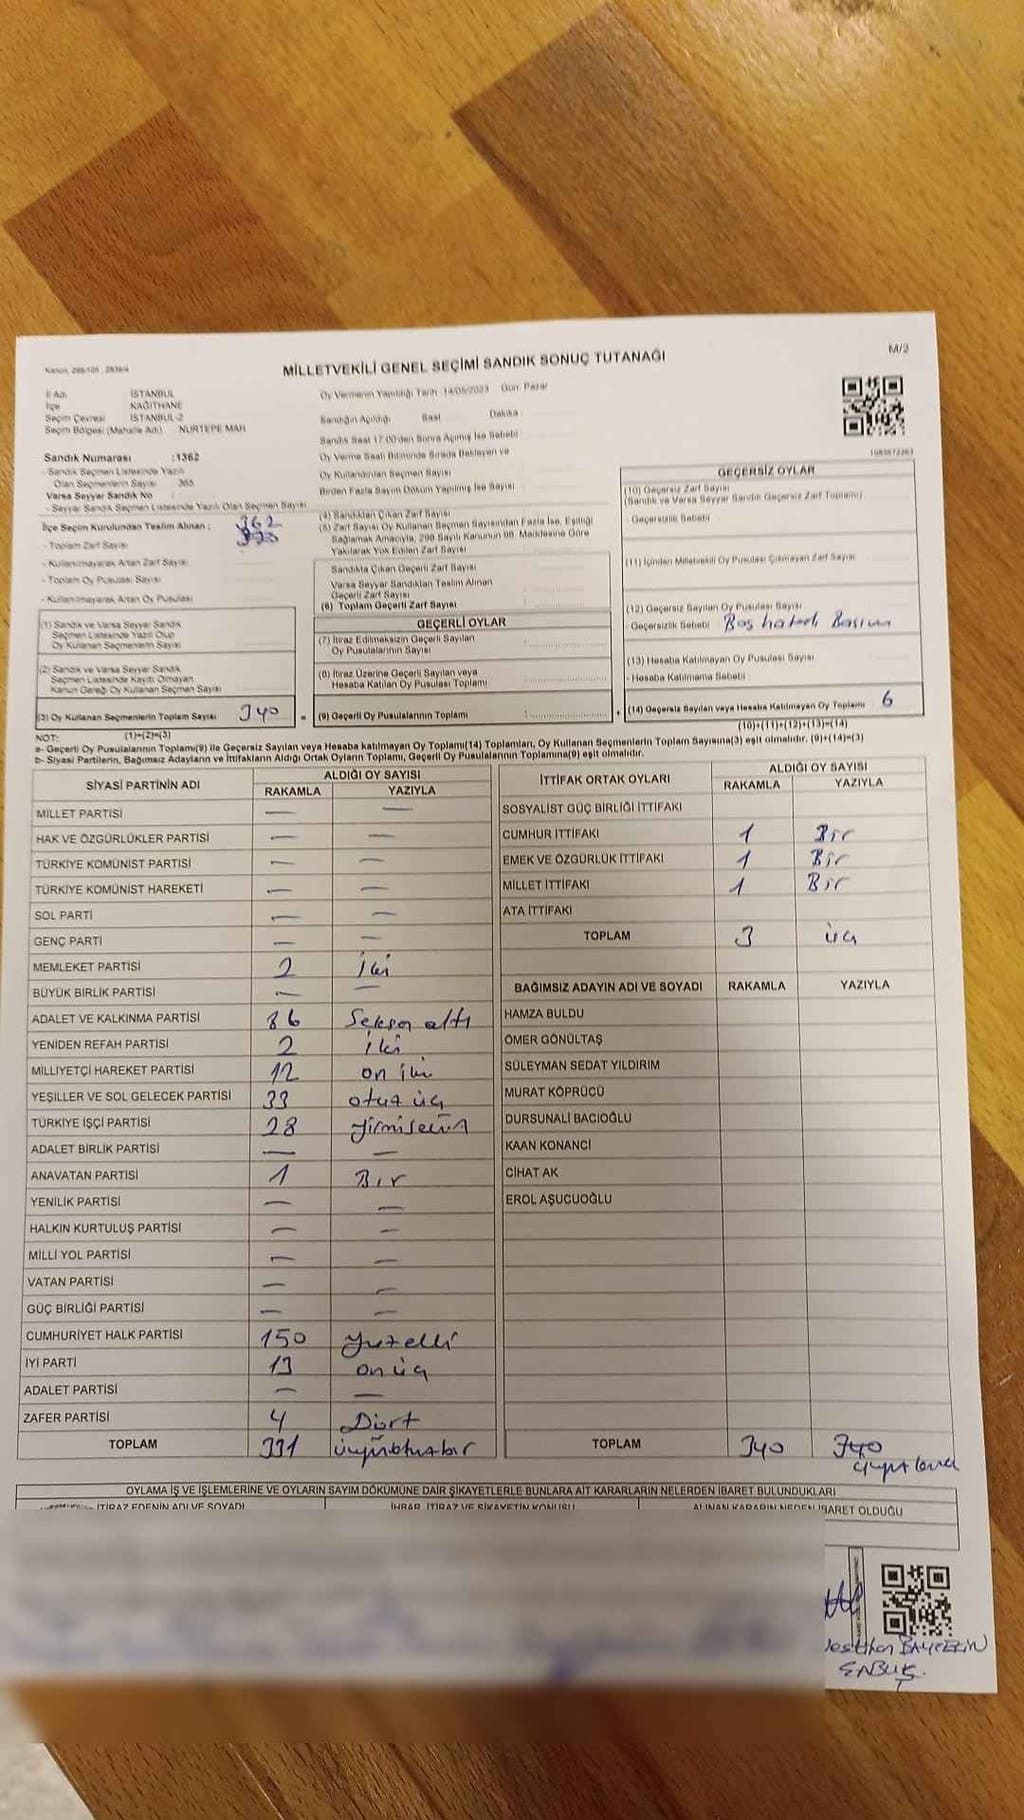 Kanun, 298/105 , 2839/4
MİLLETVEKİLİ GENEL SEÇİMİ SANDIK SONUÇ TUTANAĞI
M/2
İl Adı İSTANBUL
İlçe KAĞITHANE
Seçim Çevresi İSTANBUL-2
Seçim Bölgesi (Mahalle Adı) NURTEPE MAH
Sandık Numarası :1362
- Sandık Seçmen Listesinde Yazılı
Olan Seçmenlerin Sayısı 365
Varsa Seyyar Sandık No
- Seyyar Sandık Seçmen Listesinde Yazılı Olan Seçmen Sayısı
İlçe Seçim Kurulundan Teslim Alınan : 362
- Toplam Zarf Sayısı
- Kullanılmayarak Artan Zarf Sayısı
- Toplam Oy Pusulası Sayısı
- Kullanılmayarak Artan Oy Pusulası
(1) Sandık ve Varsa Seyyar Sandık
Seçmen Listesinde Yazılı Olup
Oy Kullanan Seçmenlerin Sayısı
(2) Sandık ve Varsa Seyyar Sandık
Seçmen Listesinde Kayıtlı Olmayan
Kanun Gereği Oy Kullanan Seçmen Sayısı
(3) Oy Kullanan Seçmenlerin Toplam Sayısı 340 =
Oy Vermenin Yapıldığı Tarih :14/05/2023 Gün: Pazar
Sandığın Açıldığı Saat Dakika
Sandık Saat 17:00'den Sonra Açılmış İse Sebebi
Oy Verme Saati Bitiminde Sırada Bekleyen ve
Oy Kullandırılan Seçmen Sayısı
Birden Fazla Sayım Döküm Yapılmış İse Sayısı
(4) Sandıktan Çıkan Zarf Sayısı
(5) Zarf Sayısı Oy Kullanan Seçmen Sayısından Fazla İse, Eşitliği
Sağlamak Amacıyla, 298 Sayılı Kanunun 98. Maddesine Göre
Yakılarak Yok Edilen Zarf Sayısı
Sandıkta Çıkan Geçerli Zarf Sayısı
Varsa Seyyar Sandıktan Teslim Alınan
Geçerli Zarf Sayısı
(6) Toplam Geçerli Zarf Sayısı
GEÇERLİ OYLAR
(7) İtiraz Edilmeksizin Geçerli Sayılan
Oy Pusulalarının Sayısı
(8) İtiraz Üzerine Geçerli Sayılan veya
Hesaba Katılan Oy Pusulası Toplamı
(9) Geçerli Oy Pusulalarının Toplamı +
GEÇERSİZ OYLAR
(10) Geçersiz Zarf Sayısı
(Sandık ve Varsa Seyyar Sandık Geçersiz Zarf Toplamı)
- Geçersizlik Sebebi
(11) İçinden Milletvekili Oy Pusulası Çıkmayan Zarf Sayısı
(12) Geçersiz Sayılan Oy Pusulası Sayısı
- Geçersizlik Sebebi Boş hatalı Basım
(13) Hesaba Katılmayan Oy Pusulası Sayısı
- Hesaba Katılmama Sebebi
(14) Geçersiz Sayılan veya Hesaba Katılmayan Oy Toplamı 6
NOT: (1)+(2)=(3) (10)+(11)+(12)+(13)=(14)
a- Geçerli Oy Pusulalarının Toplamı(9) ile Geçersiz Sayılan veya Hesaba katılmayan Oy Toplamı(14) Toplamları, Oy Kullanan Seçmenlerin Toplam Sayısına(3) eşit olmalıdır. (9)+(14)=(3)
b- Siyasi Partilerin, Bağımsız Adayların ve İttifakların Aldığı Ortak Oyların Toplamı, Geçerli Oy Pusulalarının Toplamına(9) eşit olmalıdır.
SİYASİ PARTİNİN ADI ALDIĞI OY SAYISI
RAKAMLA YAZIYLA
MİLLET PARTİSİ — —
HAK VE ÖZGÜRLÜKLER PARTİSİ — —
TÜRKİYE KOMÜNİST PARTİSİ — —
TÜRKİYE KOMÜNİST HAREKETİ — —
SOL PARTİ — —
GENÇ PARTİ — —
MEMLEKET PARTİSİ 2 iki
BÜYÜK BİRLİK PARTİSİ — —
ADALET VE KALKINMA PARTİSİ 86 Seksen altı
YENİDEN REFAH PARTİSİ 2 iki
MİLLİYETÇİ HAREKET PARTİSİ 12 on iki
YEŞİLLER VE SOL GELECEK PARTİSİ 33 otuz üç
TÜRKİYE İŞÇİ PARTİSİ 28 yirmisekiz
ADALET BİRLİK PARTİSİ — —
ANAVATAN PARTİSİ 1 Bir
YENİLİK PARTİSİ — —
HALKIN KURTULUŞ PARTİSİ — —
MİLLİ YOL PARTİSİ — —
VATAN PARTİSİ — —
GÜÇ BİRLİĞİ PARTİSİ — —
CUMHURİYET HALK PARTİSİ 150 yüzelli
İYİ PARTİ 13 on üç
ADALET PARTİSİ — —
ZAFER PARTİSİ 4 Dört
TOPLAM 331 üçyüzotuzbir
İTTİFAK ORTAK OYLARI ALDIĞI OY SAYISI
RAKAMLA YAZIYLA
SOSYALİST GÜÇ BİRLİĞİ İTTİFAKI
CUMHUR İTTİFAKI 1 Bir
EMEK VE ÖZGÜRLÜK İTTİFAKI 1 Bir
MİLLET İTTİFAKI 1 Bir
ATA İTTİFAKI
TOPLAM 3 üç
BAĞIMSIZ ADAYIN ADI VE SOYADI RAKAMLA YAZIYLA
HAMZA BULDU
ÖMER GÖNÜLTAŞ
SÜLEYMAN SEDAT YILDIRIM
MURAT KÖPRÜCÜ
DURSUNALİ BACIOĞLU
KAAN KONANCİ
CİHAT AK
EROL AŞUCUOĞLU
TOPLAM 340 340
OYLAMA İŞ VE İŞLEMLERİNE VE OYLARIN SAYIM DÖKÜMÜNE DAİR ŞİKAYETLERLE BUNLARA AİT KARARLARIN NELERDEN İBARET BULUNDUKLARI
İTİRAZ EDENİN ADI VE SOYADI İHBAR, İTİRAZ VE ŞİKAYETİN KONUSU ALINAN KARARIN NEDEN İBARET OLDUĞU